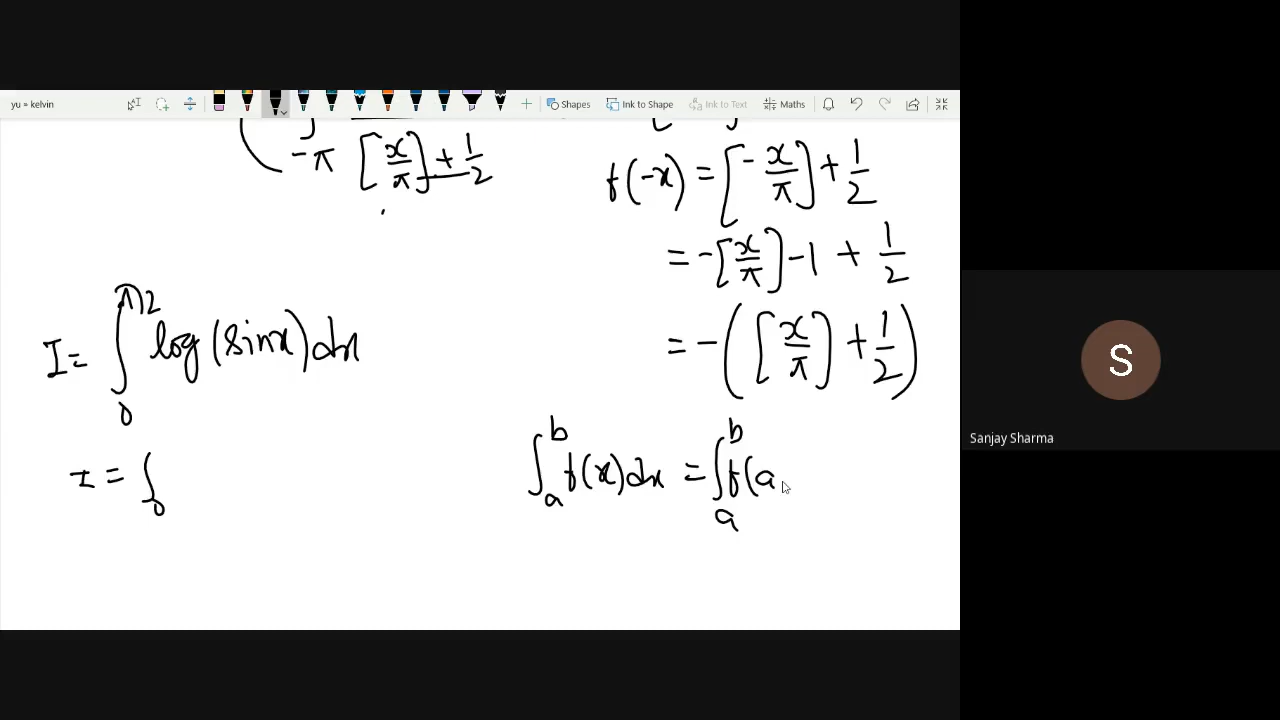 yu » kelvin Shapes Ink to Shape Ink to Text Maths
-π [x/π] + 1/2
f(-x) = [-x/π] + 1/2
= -[x/π] -1 + 1/2
= -([x/π] + 1/2)
I = ∫₀^(π/2) log(sinx)dx
∫ₐᵇ f(x)dx = ∫ₐᵇ f(a
I = ∫₀
S
Sanjay Sharma